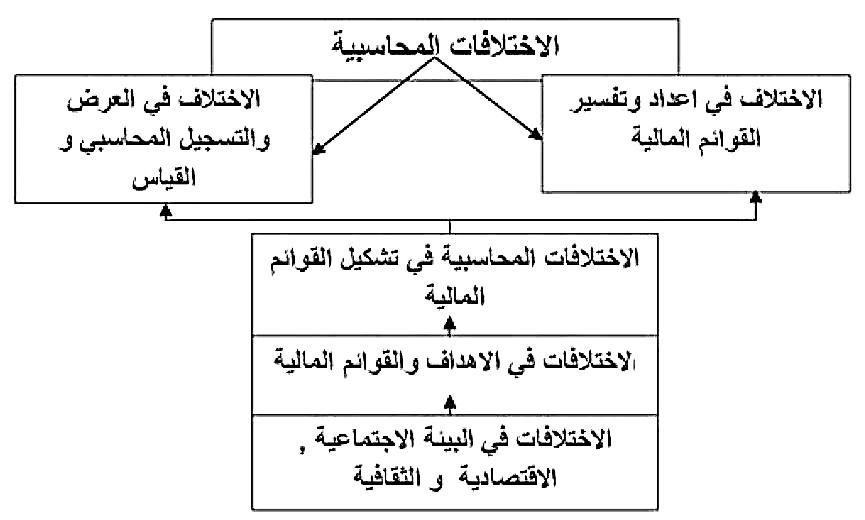 الاختلافات المحاسبية
الاختلاف في اعداد وتفسير
القوائم المالية
الاختلاف في العرض
والتسجيل المحاسبي و
القياس
الاختلافات المحاسبية في تشكيل القوائم
المالية
الاختلافات في الاهداف والقوائم المالية
الاختلافات في البيئة الاجتماعية ,
الاقتصادية و الثقافية